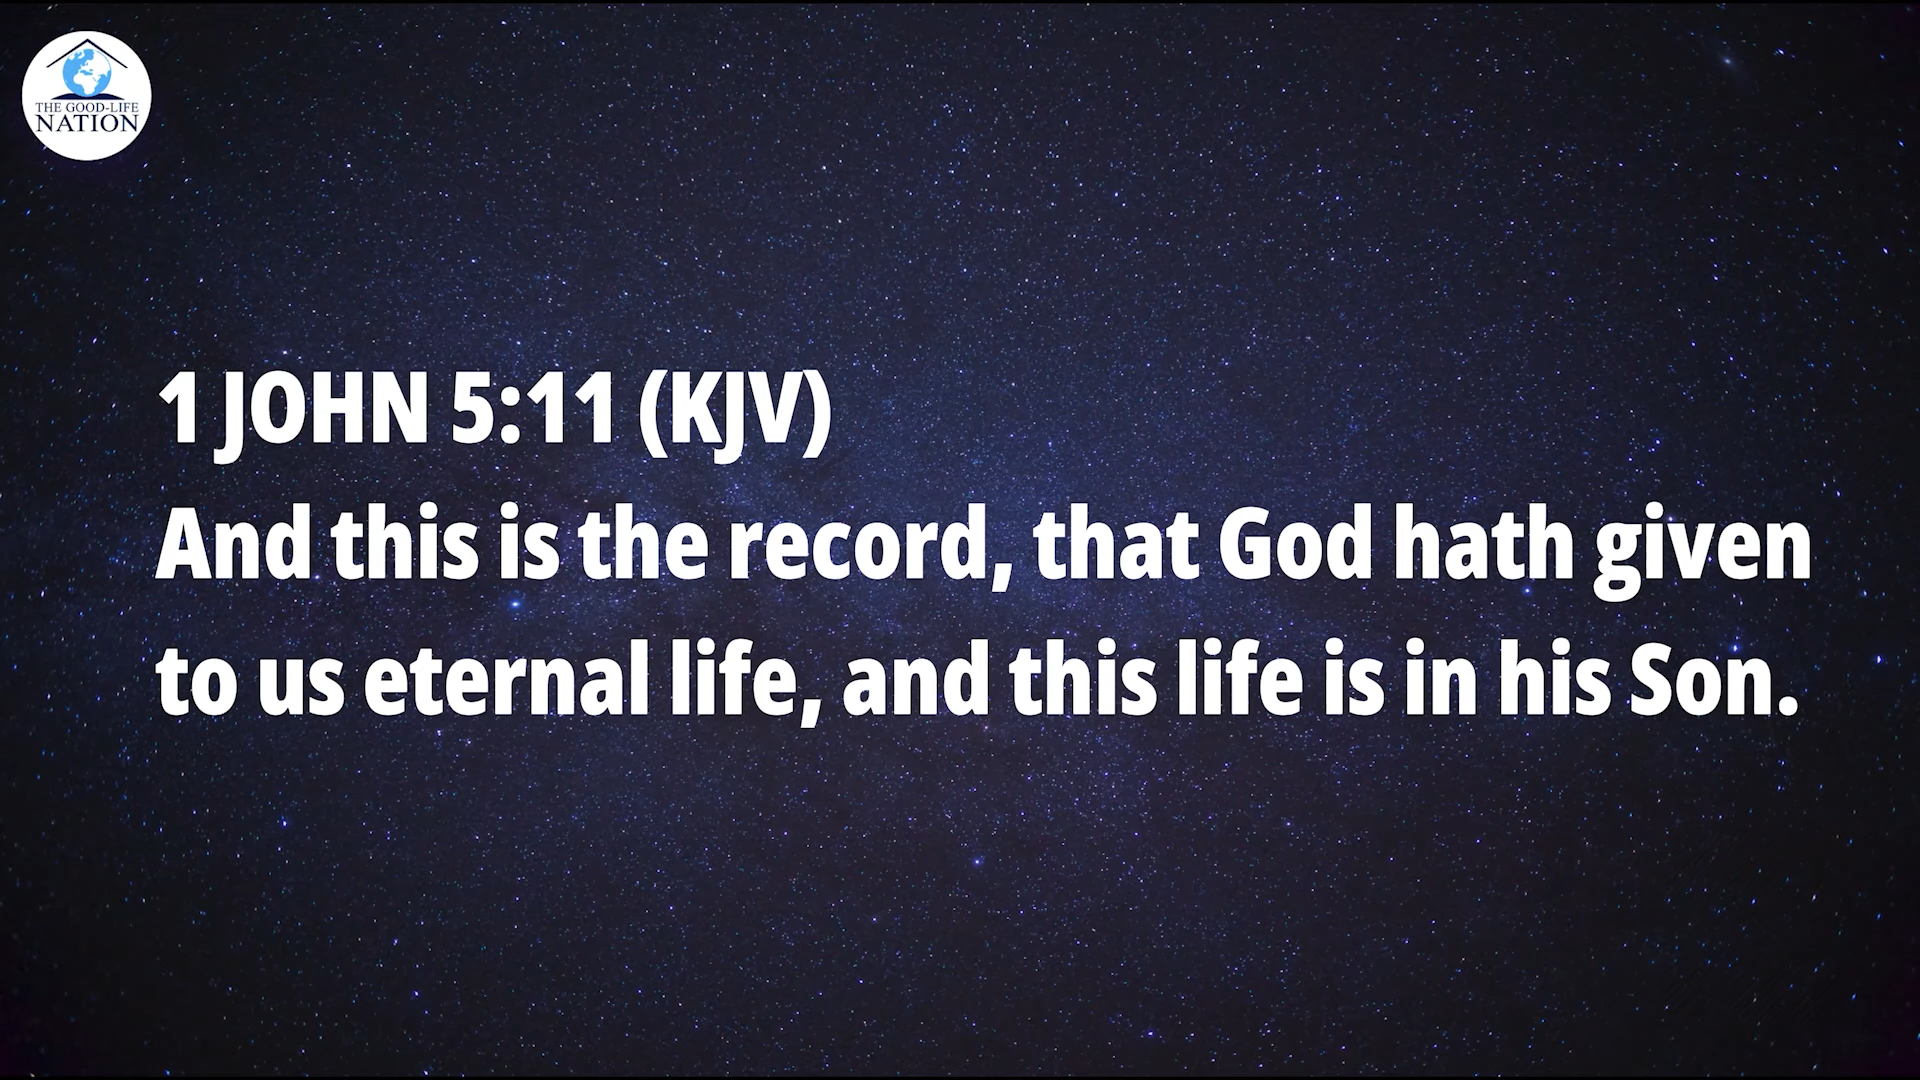 THE GOOD-LIFE
NATION
1 JOHN 5:11 (KJV)
And this is the record, that God hath given
to us eternal life, and this life is in his Son.